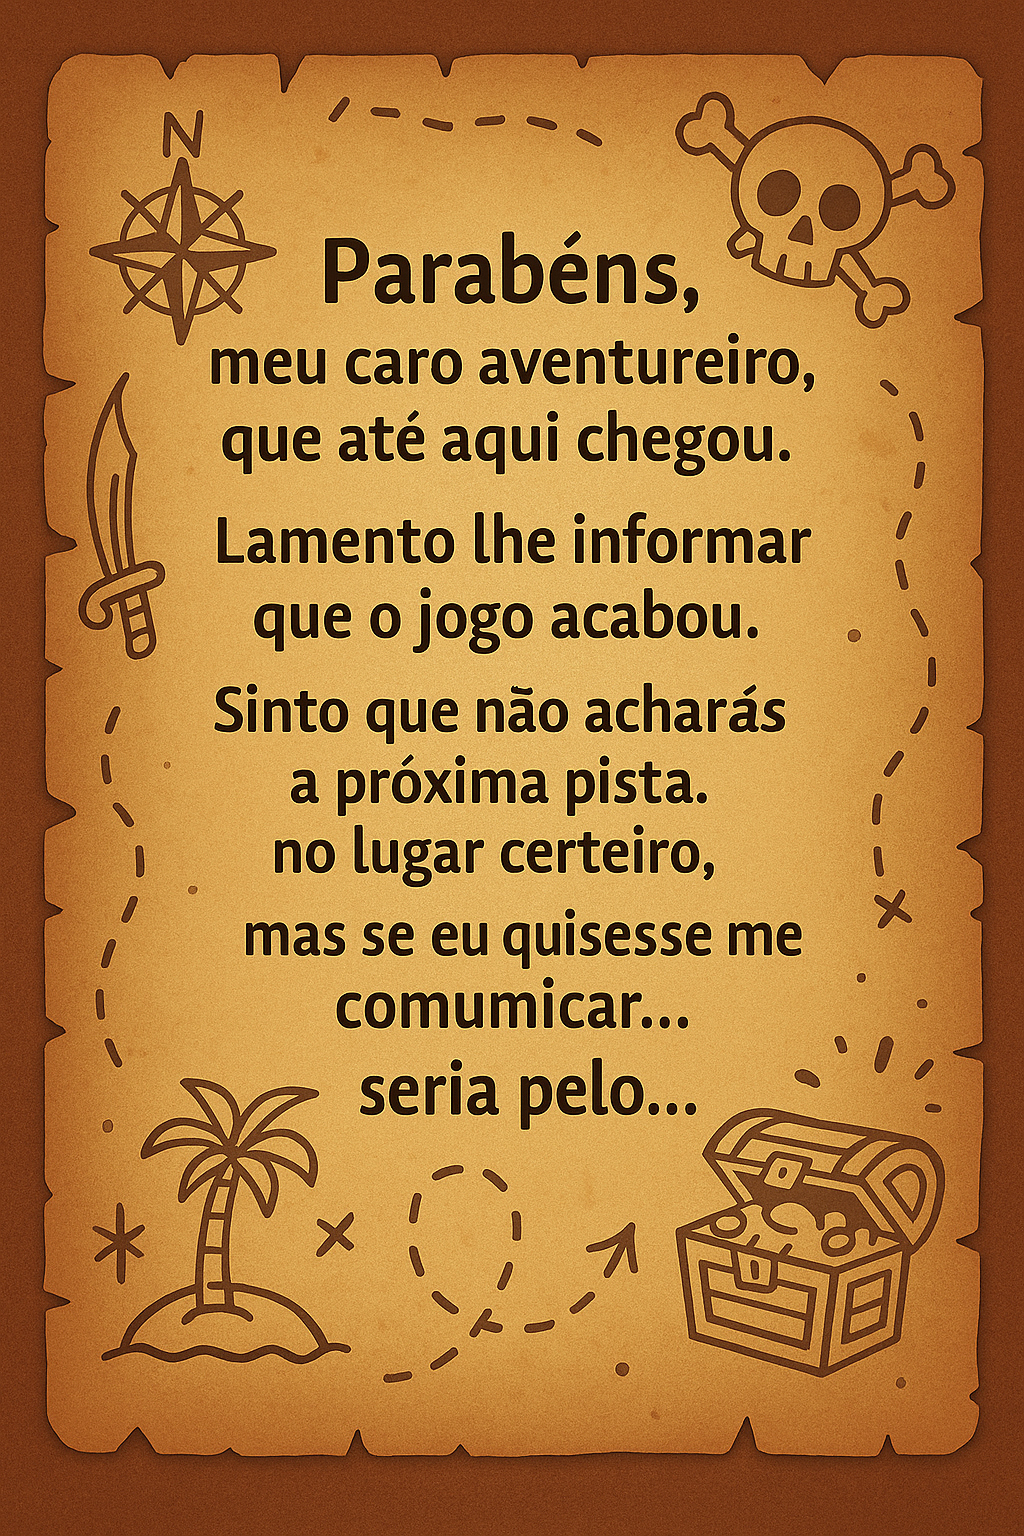 N
Parabéns,
meu caro aventureiro,
que até aqui chegou.
Lamento lhe informar
que o jogo acabou.
Sinto que não acharás
a próxima pista.
no lugar certeiro,
mas se eu quisesse me
comumicar...
seria pelo...